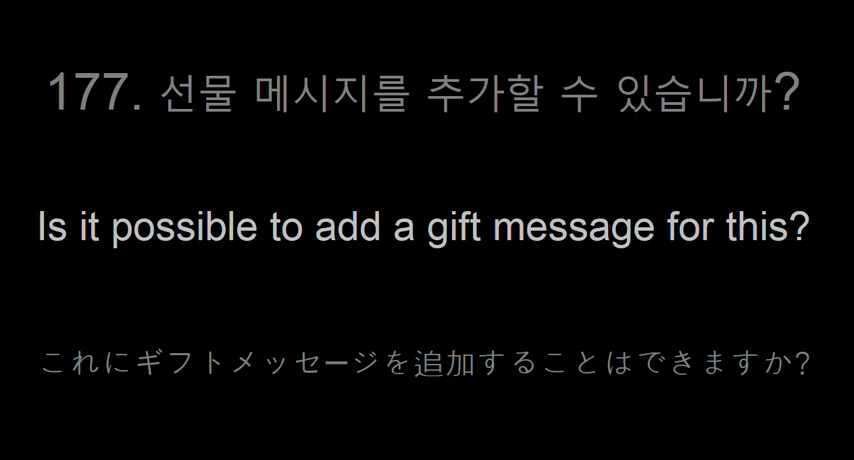 177. 선물 메시지를 추가할 수 있습니까?
Is it possible to add a gift message for this?
これにギフトメッセージを追加することはできますか?